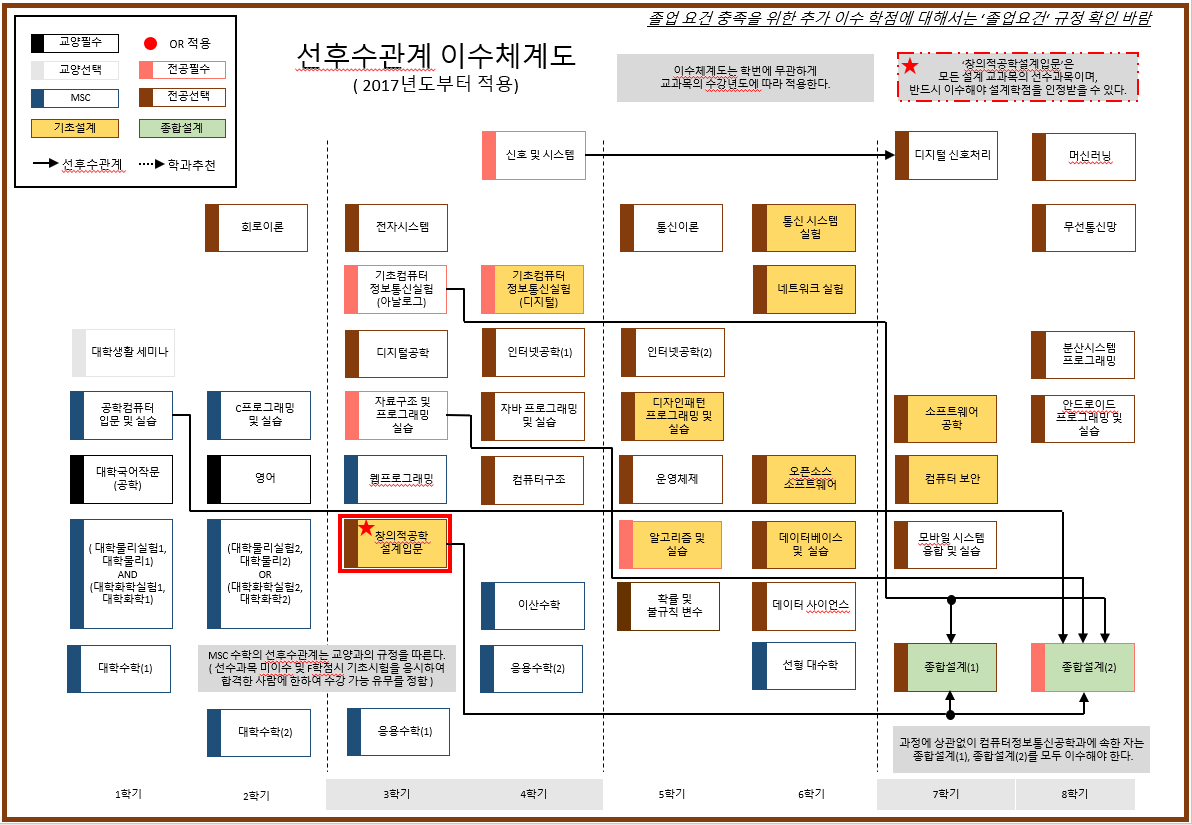 졸업 요건 충족을 위한 추가 이수 학점에 대해서는 '졸업요건' 규정 확인 바람
교양필수
OR 적용
교양선택
전공필수
MSC
전공선택
기초설계
종합설계
선후수관계
학과추천
선후수관계 이수체계도
( 2017년도부터 적용)
이수체계도는 학번에 무관하게
교과목의 수강년도에 따라 적용한다.
'창의적공학설계입문'은
모든 설계 교과목의 선수과목이며,
반드시 이수해야 설계학점을 인정받을 수 있다.
신호 및 시스템
디지털 신호처리
머신러닝
회로이론
전자시스템
통신이론
통신 시스템
실험
무선통신망
기초컴퓨터
정보통신실험
(아날로그)
기초컴퓨터
정보통신실험
(디지털)
네트워크 실험
대학생활 세미나
디지털공학
인터넷공학(1)
인터넷공학(2)
분산시스템
프로그래밍
공학컴퓨터
입문 및 실습
C프로그래밍
및 실습
자료구조 및
프로그래밍
실습
자바 프로그래밍
및 실습
디자인패턴
프로그래밍 및
실습
소프트웨어
공학
안드로이드
프로그래밍 및
실습
대학국어작문
(공학)
영어
웹프로그래밍
컴퓨터구조
운영체제
오픈소스
소프트웨어
컴퓨터 보안
( 대학물리실험1,
대학물리1)
AND
(대학화학실험1,
대학화학1)
(대학물리실험2,
대학물리2)
OR
(대학화학실험2,
대학화학2)
창의적공학
설계입문
알고리즘 및
실습
데이터베이스
및 실습
모바일 시스템
융합 및 실습
이산수학
확률 및
불규칙 변수
데이터 사이언스
대학수학(1)
MSC 수학의 선후수관계는 교양과의 규정을 따른다.
( 선수과목 미이수 및 F학점시 기초시험을 응시하여
합격한 사람에 한하여 수강 가능 유무를 정함 )
응용수학(2)
선형 대수학
종합설계(1)
종합설계(2)
대학수학(2)
응용수학(1)
과정에 상관없이 컴퓨터정보통신공학과에 속한 자는
종합설계(1), 종합설계(2)를 모두 이수해야 한다.
1학기
2학기
3학기
4학기
5학기
6학기
7학기
8학기